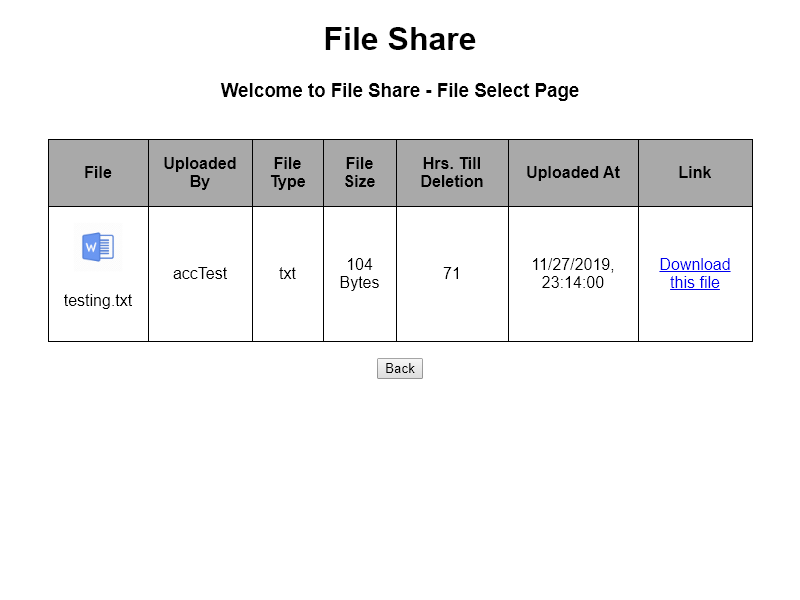 File Share
Welcome to File Share - File Select Page
File
Uploaded
By
File
Type
File
Size
Hrs. Till
Deletion
Uploaded At
Link
W
testing.txt
accTest
txt
104
Bytes
71
11/27/2019,
23:14:00
Download
this file
Back